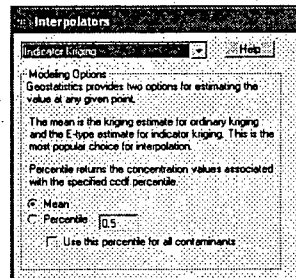 Interpolators
Indicator Kriging
Help
Modeling Options
Geostatistics provides two options for estimating the
value at any given point.
The mean is the kriging estimate for ordinary kriging
and the E-type estimate for indicator kriging. This is the
most popular choice for interpolation.
Percentile returns the concentration values associated
with the specified ccdf percentile.
Mean
Percentile 0.5
Use this percentile for all contaminants